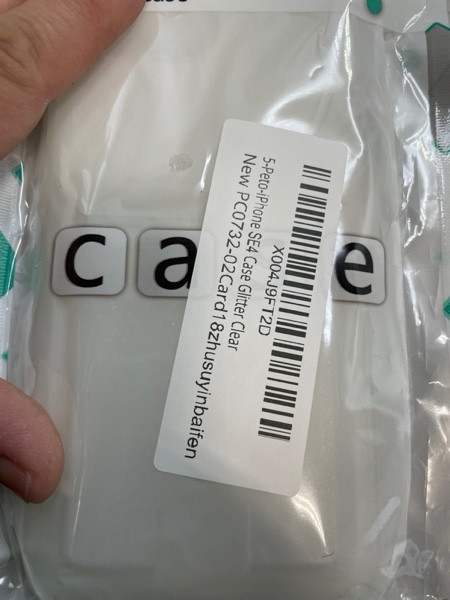 c a e
5-Peto-iPhone SE4 Case Glitter Clear
New PC0732-02Card18zhusuyinbaifen
X004J9FT2D